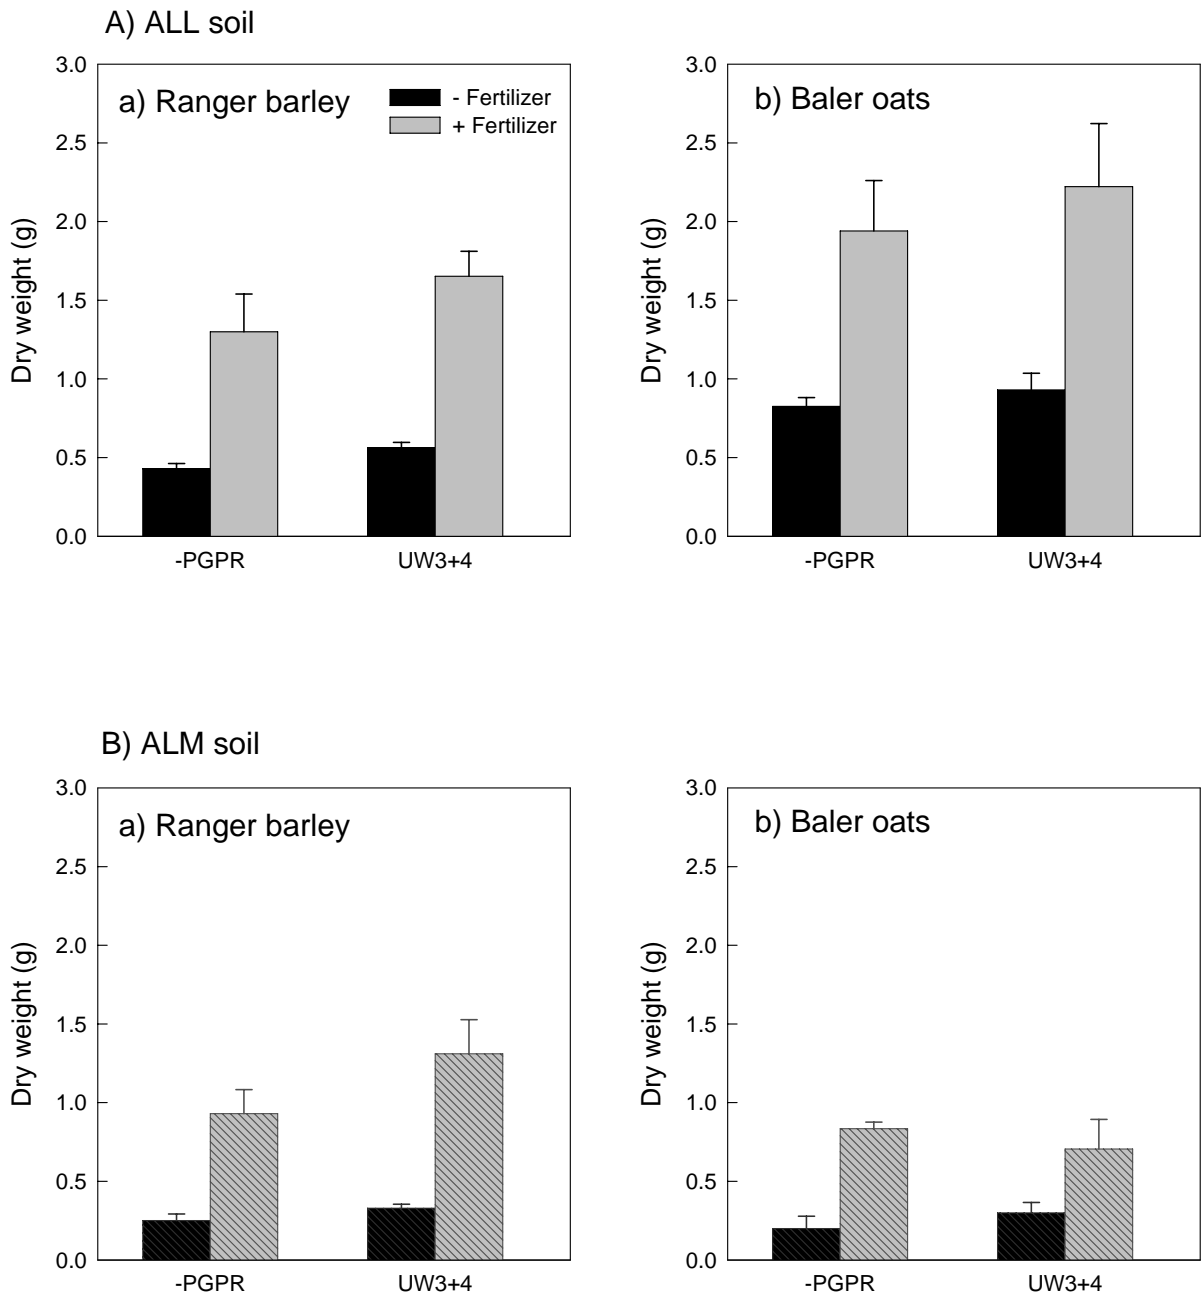 A) ALL soil
a) Ranger barley
- Fertilizer
+ Fertilizer
Dry weight (g)
3.0
2.5
2.0
1.5
1.0
0.5
0.0
-PGPR
UW3+4
b) Baler oats
Dry weight (g)
3.0
2.5
2.0
1.5
1.0
0.5
0.0
-PGPR
UW3+4
B) ALM soil
a) Ranger barley
Dry weight (g)
3.0
2.5
2.0
1.5
1.0
0.5
0.0
-PGPR
UW3+4
b) Baler oats
Dry weight (g)
3.0
2.5
2.0
1.5
1.0
0.5
0.0
-PGPR
UW3+4